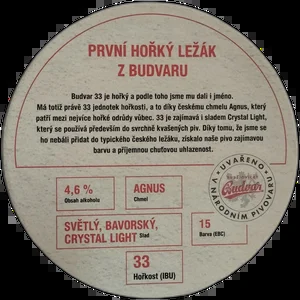 PRVNÍ HOŘKÝ LEŽÁK
Z BUDVARU
Budvar 33 je hořký a podle toho jsme mu dali i jméno.
Má totiž právě 33 jednotek hořkosti, a to díky českému chmelu Agnus, který
patří mezi nejvíce hořké odrůdy vůbec. 33 je zajímavá i sladem Crystal Light,
který se používá především do svrchně kvašených piv. Díky tomu, že jsme se
ho nebáli přidat do typického českého ležáku, získalo naše pivo zajímavou
barvu a příjemnou chuťovou uhlazenost.
UVAŘENO
Budvar
V NÁRODNÍM PIVOVARU
4,6 %
Obsah alkoholu
AGNUS
Chmel
SVĚTLÝ, BAVORSKÝ,
CRYSTAL LIGHT Slad
15
Barva (EBC)
33
Hořkost (IBU)